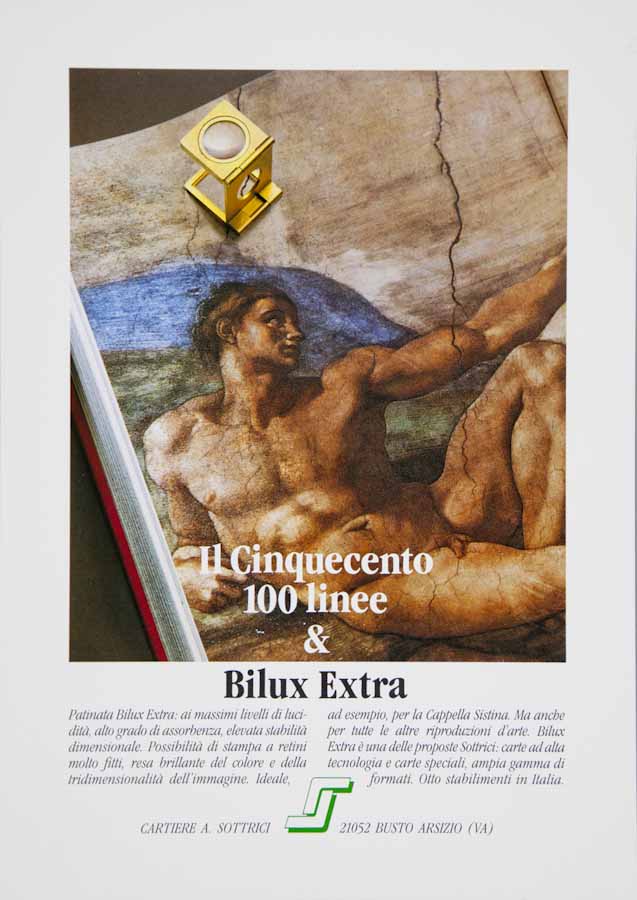 Il Cinquecento
100 linee
&
Bilux Extra
Patinata Bilux Extra: ai massimi livelli di luci-
dità, alto grado di assorbenza, elevata stabilità
dimensionale. Possibilità di stampa a retini
molto fitti, resa brillante del colore e della
tridimensionalità dell'immagine. Ideale,
ad esempio, per la Cappella Sistina. Ma anche
per tutte le altre riproduzioni d'arte. Bilux
Extra è una delle proposte Sottrici: carte ad alta
tecnologia e carte speciali, ampia gamma di
formati. Otto stabilimenti in Italia.
CARTIERE A. SOTTRICI 21052 BUSTO ARSIZIO (VA)